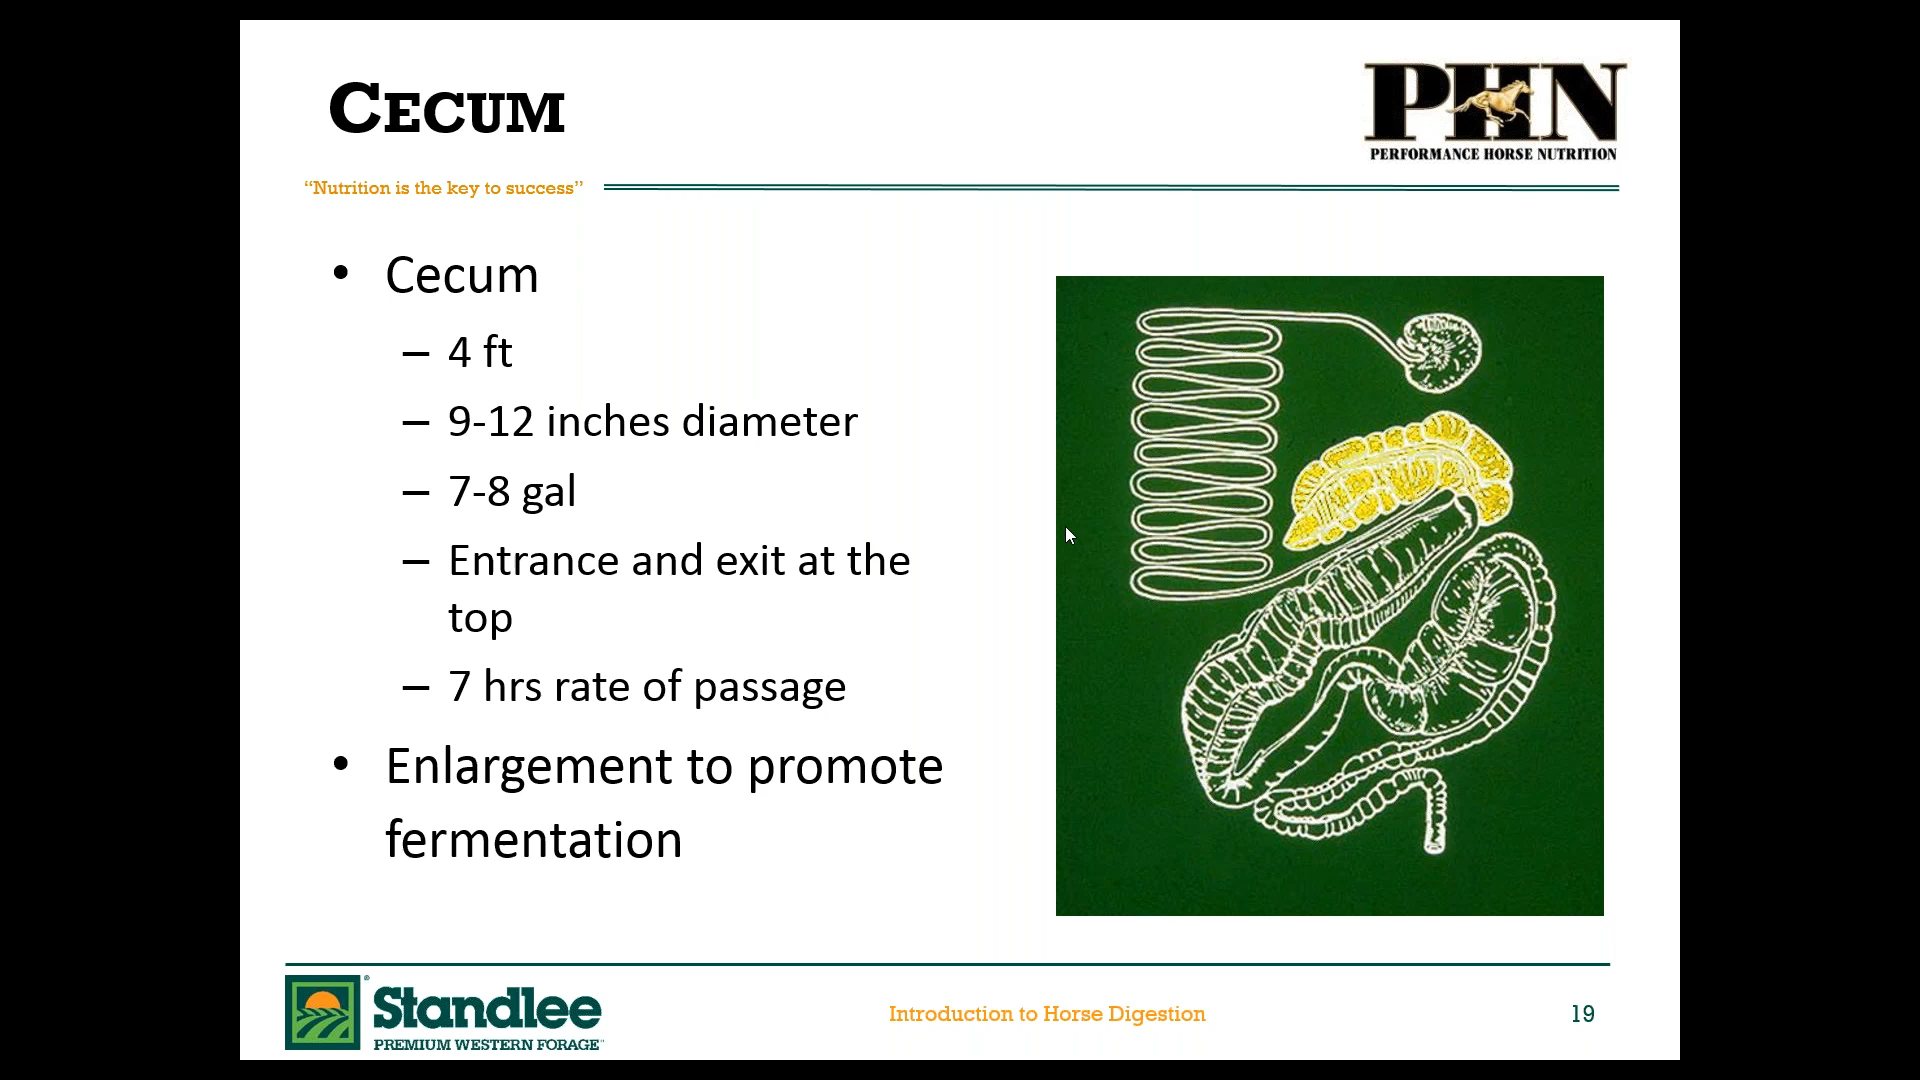 CECUM
PHN
PERFORMANCE HORSE NUTRITION
“Nutrition is the key to success”
• Cecum
– 4 ft
– 9-12 inches diameter
– 7-8 gal
– Entrance and exit at the
top
– 7 hrs rate of passage
• Enlargement to promote
fermentation
Standlee
PREMIUM WESTERN FORAGE™
Introduction to Horse Digestion
19